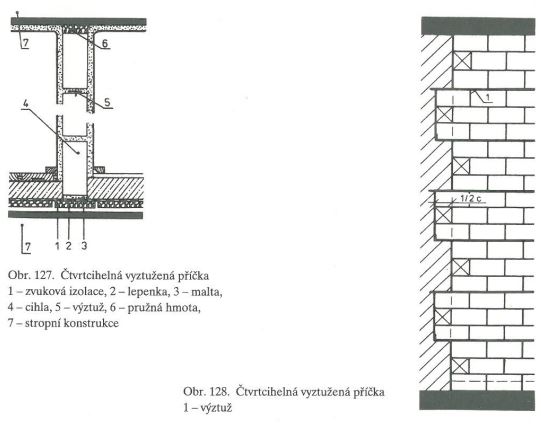 7
6
5
4
7
1 2 3
Obr. 127. Čtvrtcihelná vyztužená příčka
1 – zvuková izolace, 2 – lepenka, 3 – malta,
4 – cihla, 5 – výztuž, 6 – pružná hmota,
7 – stropní konstrukce
1
1/2 c
Obr. 128. Čtvrtcihelná vyztužená příčka
1 – výztuž